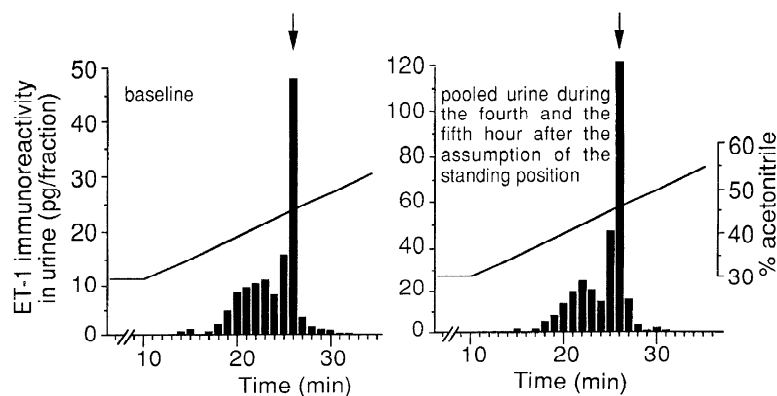 ET-1 immunoreactivity
in urine (pg/fraction)
50
40
30
20
10
0
baseline
10
20
30
Time (min)
120
100
80
60
40
20
0
pooled urine during
the fourth and the
fifth hour after the
assumption of the
standing position
10
20
30
Time (min)
60
50
40
30
% acetonitrile